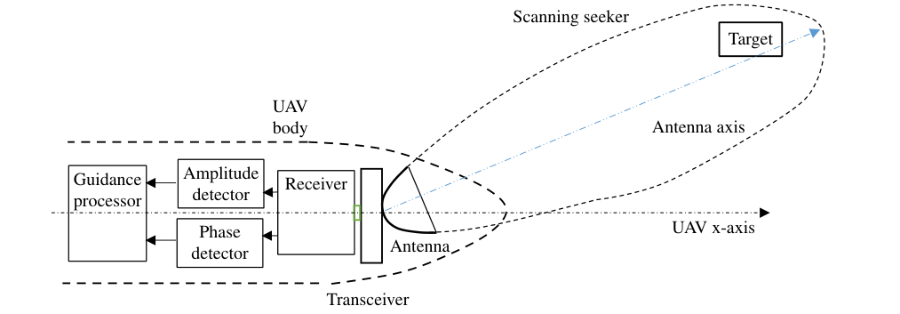 Scanning seeker
Target
UAV
body
Antenna axis
Guidance
processor
Amplitude
detector
Receiver
Phase
detector
Antenna
UAV x-axis
Transceiver